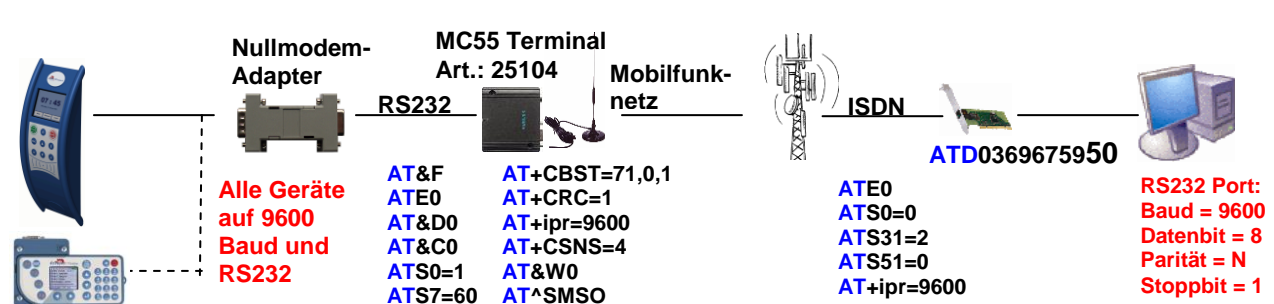 Nullmodem-
Adapter
MC55 Terminal
Art.: 25104
Mobilfunk-
netz
RS232
ISDN
ATD0369675950
Alle Geräte
auf 9600
Baud und
RS232
AT&F
ATE0
AT&D0
AT&C0
ATS0=1
ATS7=60
AT+CBST=71,0,1
AT+CRC=1
AT+ipr=9600
AT+CSNS=4
AT&W0
AT^SMSO
ATE0
ATS0=0
ATS31=2
ATS51=0
AT+ipr=9600
RS232 Port:
Baud = 9600
Datenbit = 8
Parität = N
Stoppbit = 1